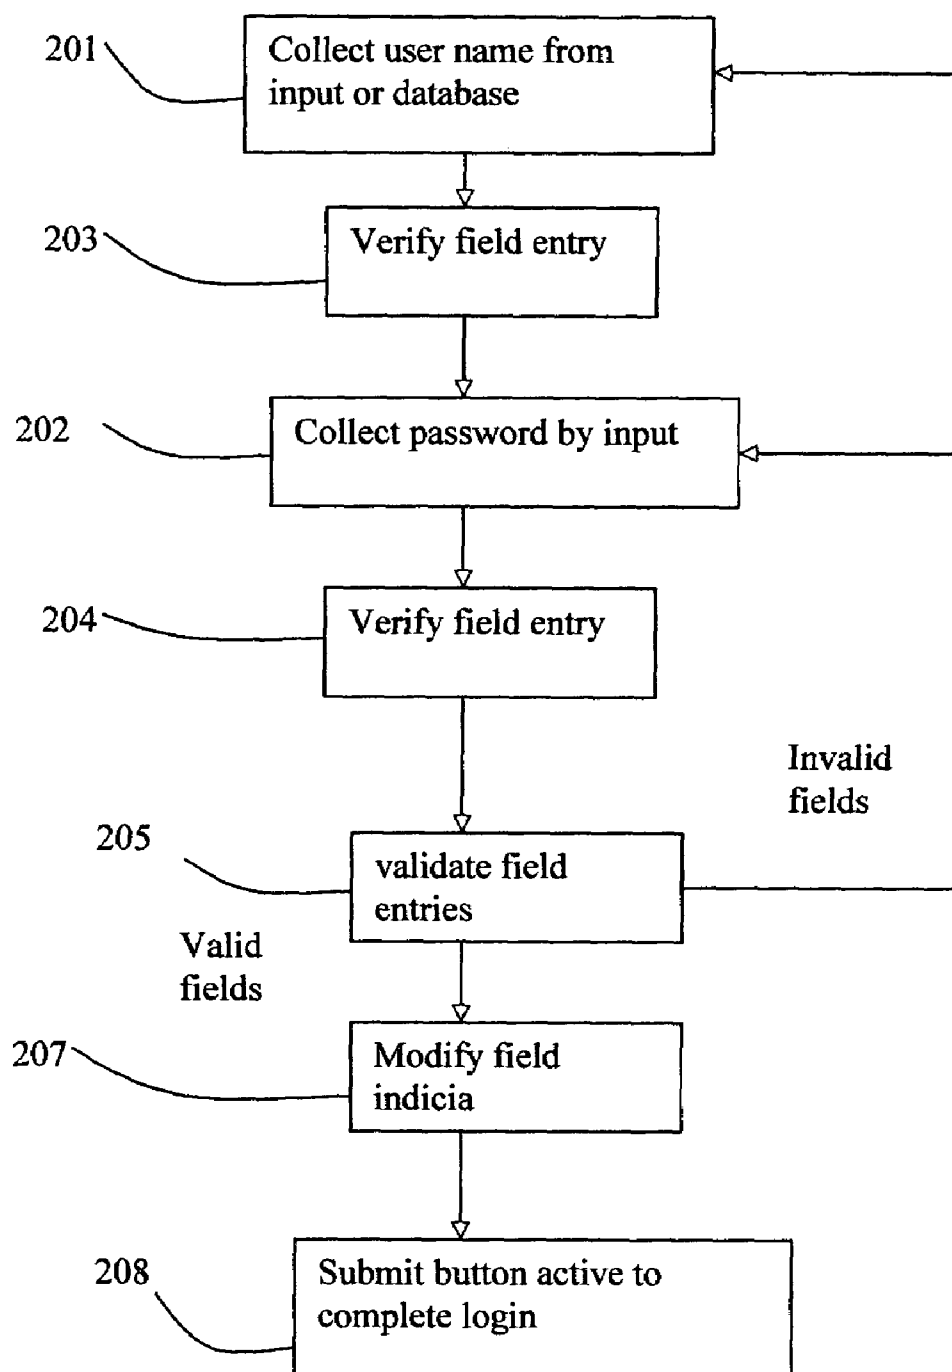 201
Collect user name from
input or database
203
Verify field entry
202
Collect password by input
204
Verify field entry
Invalid
fields
205
validate field
entries
Valid
fields
207
Modify field
indicia
208
Submit button active to
complete login